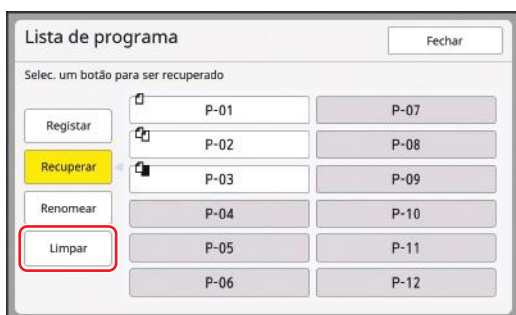 Lista de programa
Fechar
Selec. um botão para ser recuperado
Registar
Recuperar
Renomear
Limpar
P-01
P-02
P-03
P-04
P-05
P-06
P-07
P-08
P-09
P-10
P-11
P-12